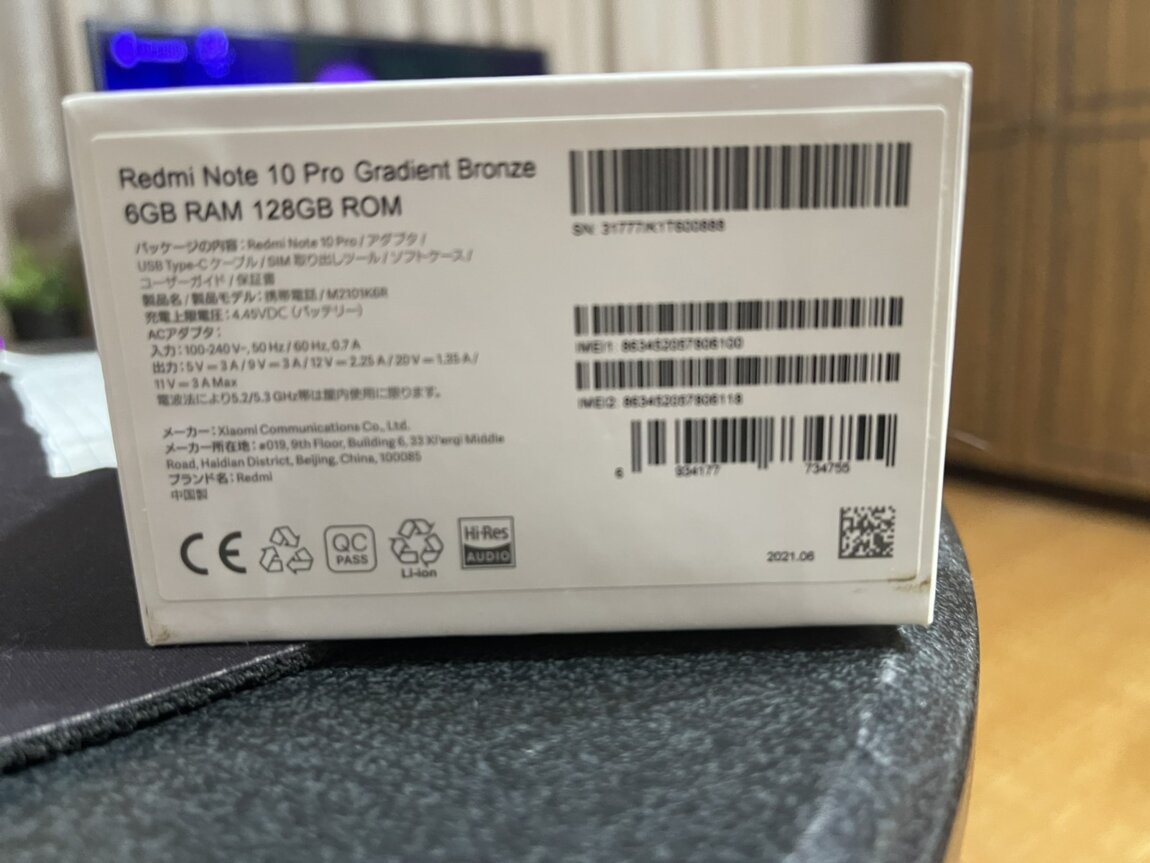 Redmi Note 10 Pro Gradient Bronze
6GB RAM 128GB ROM
パッケージの内容：Redmi Note 10 Pro / アダプタ /
USB Type-C ケーブル / SIM 取り出しツール / ソフトケース /
ユーザーガイド / 保証書
製品名 / 製品モデル：携帯電話 / M2101K6R
充電上限電圧：4.45VDC (バッテリー)
ACアダプタ：
入力：100-240 V~, 50 Hz / 60 Hz, 0.7 A
出力：5 V = 3 A / 9 V = 3 A / 12 V = 2.25 A / 20 V = 1.35 A /
11 V = 3 A Max
電波法により5.2/5.3 GHz帯は屋内使用に限ります。
メーカー：Xiaomi Communications Co., Ltd.
メーカー所在地：#019, 9th Floor, Building 6, 33 Xi'erqi Middle
Road, Haidian District, Beijing, China, 100085
ブランド名：Redmi
中国製
CE
QC
PASS
Li-ion
Hi-Res
AUDIO
SN:
IMEI1: 863452057806100
IMEI2: 863452057806118
6 934177 734755
2021.06